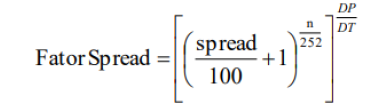 Fator Spread = [((spread/100) + 1)^(n/252)]^(DP/DT)